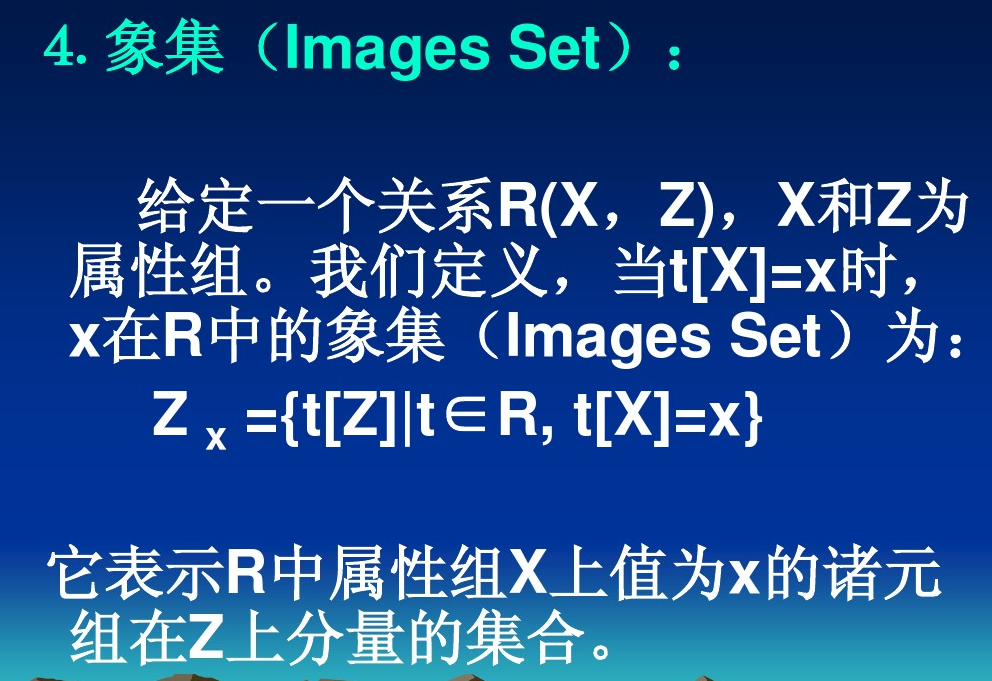 4. 象集（Images Set）：
给定一个关系R(X，Z)，X和Z为
属性组。我们定义，当t[X]=x时，
x在R中的象集（Images Set）为：
Z x ={t[Z]|t∈R, t[X]=x}
它表示R中属性组X上值为x的诸元
组在Z上分量的集合。